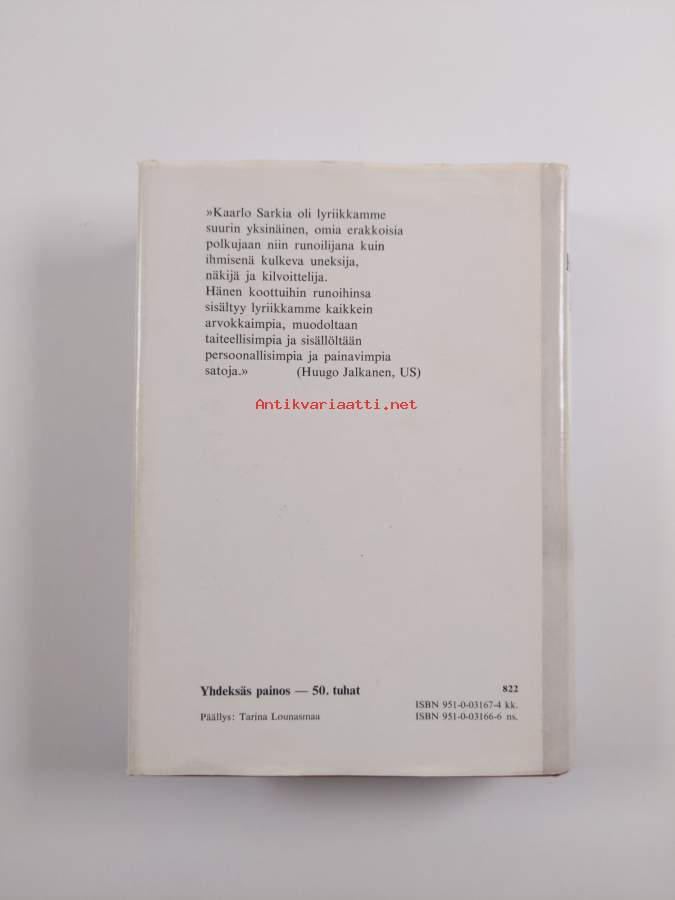 »Kaarlo Sarkia oli lyriikkamme
suurin yksinäinen, omia erakkoisia
polkujaan niin runoilijana kuin
ihmisenä kulkeva uneksija,
näkijä ja kilvoittelija.
Hänen koottuihin runoihinsa
sisältyy lyriikkamme kaikkein
arvokkaimpia, muodoltaan
taiteellisimpia ja sisällöltään
persoonallisimpia ja painavimpia
satoja.» (Huugo Jalkanen, US)
Antikvariaatti.net
Yhdeksäs painos — 50. tuhat
Päällys: Tarina Lounasmaa
822
ISBN 951-0-03167-4 kk.
ISBN 951-0-03166-6 ns.